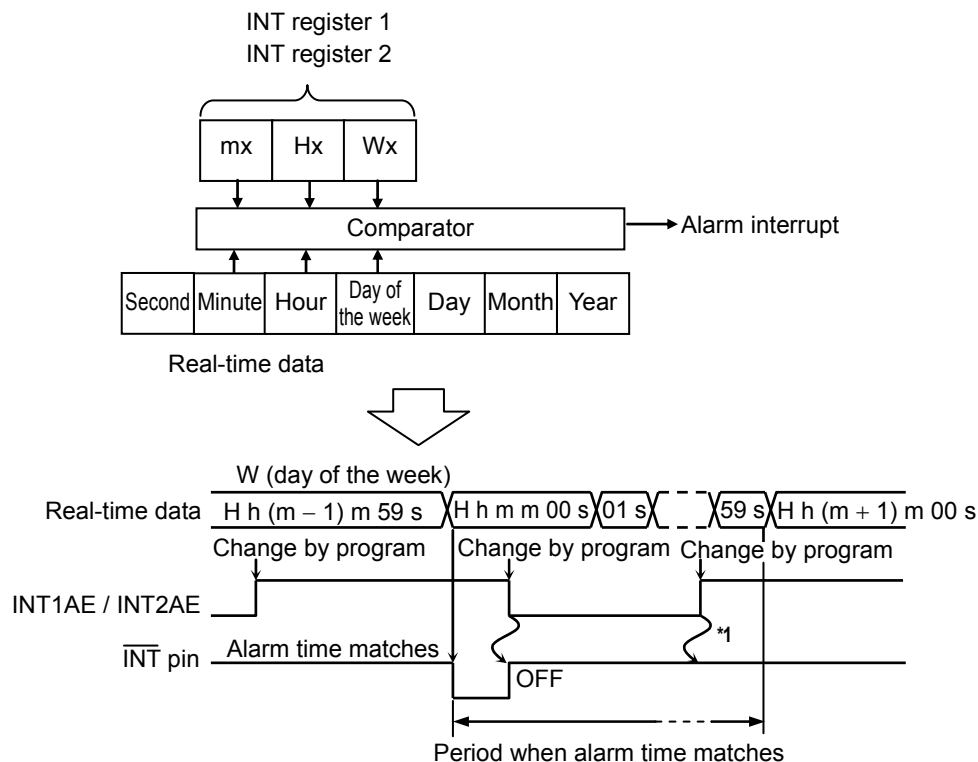 INT register 1
INT register 2
mx Hx Wx
Comparator
Alarm interrupt
Second Minute Hour Day of the week Day Month Year
Real-time data
W (day of the week)
Real-time data H h (m − 1) m 59 s H h m m 00 s 01 s 59 s H h (m + 1) m 00 s
Change by program Change by program Change by program
INT1AE / INT2AE
*1
INT pin Alarm time matches
OFF
Period when alarm time matches